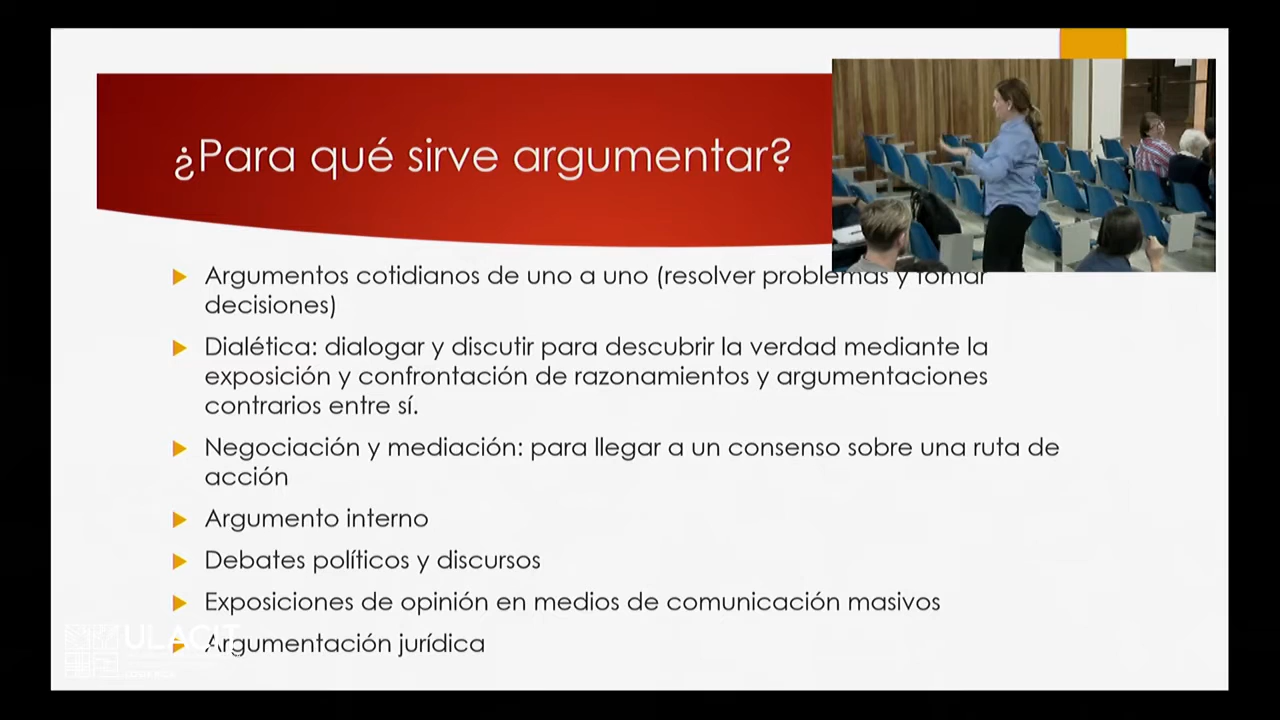 ¿Para qué sirve argumentar?
Argumentos cotidianos de uno a uno (resolver problemas y tomar
decisiones)
Dialética: dialogar y discutir para descubrir la verdad mediante la
exposición y confrontación de razonamientos y argumentaciones
contrarios entre sí.
Negociación y mediación: para llegar a un consenso sobre una ruta de
acción
Argumento interno
Debates políticos y discursos
Exposiciones de opinión en medios de comunicación masivos
ULACIT
Argumentación jurídica